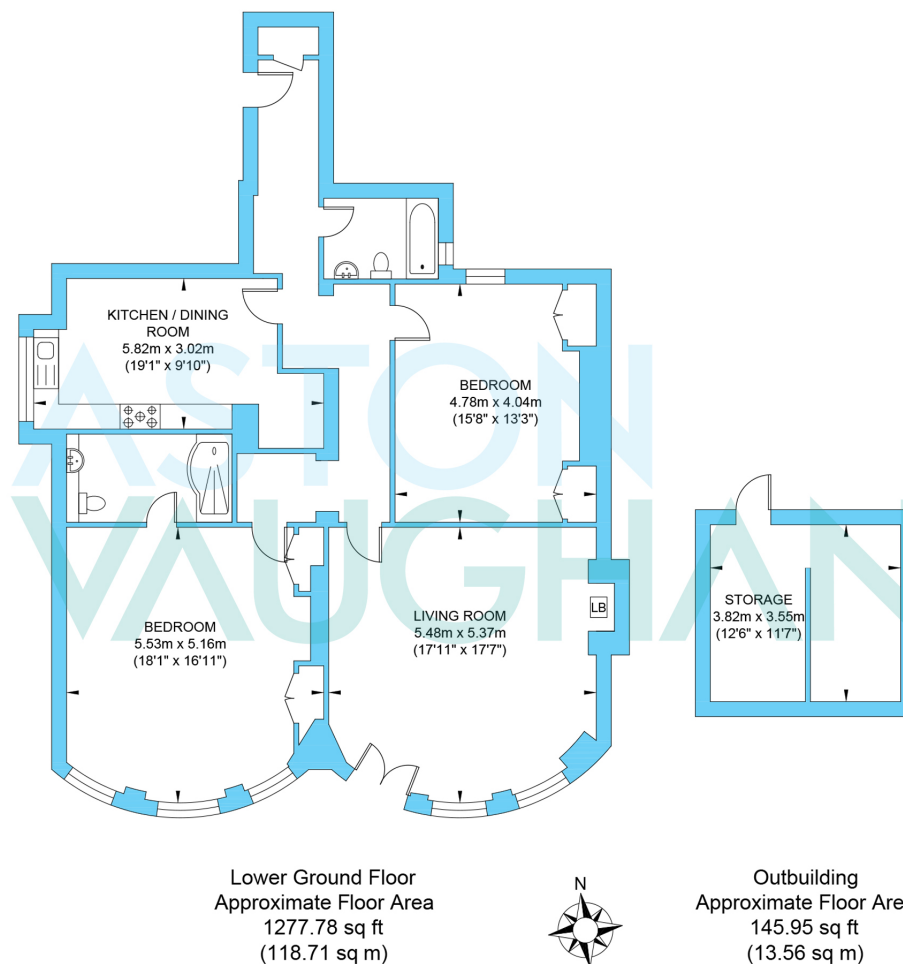 KITCHEN / DINING
ROOM
5.82m x 3.02m
(19'1" x 9'10")
BEDROOM
4.78m x 4.04m
(15'8" x 13'3")
ASTON
VAUGHAN
BEDROOM
5.53m x 5.16m
(18'1" x 16'11")
LIVING ROOM
5.48m x 5.37m
(17'11" x 17'7")
LB
STORAGE
3.82m x 3.55m
(12'6" x 11'7")
Lower Ground Floor
Approximate Floor Area
1277.78 sq ft
(118.71 sq m)
N
Outbuilding
Approximate Floor Are
145.95 sq ft
(13.56 sq m)